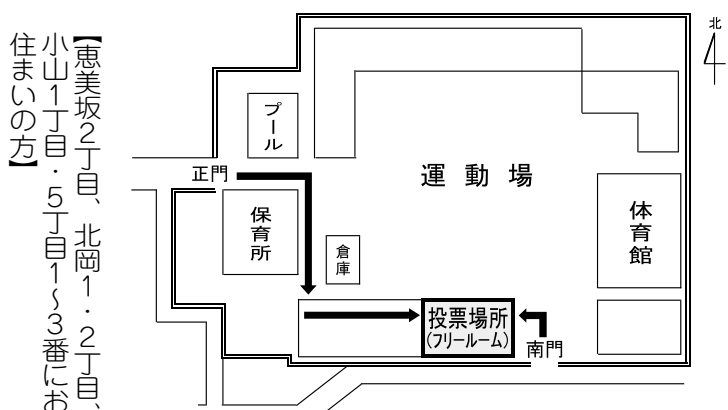 【恵美坂2丁目、北岡1・2丁目、
小山1丁目・5丁目1～3番にお
住まいの方】
北
プール
正門
運動場
保育所
体育館
倉庫
投票場所
(フリールーム)
南門